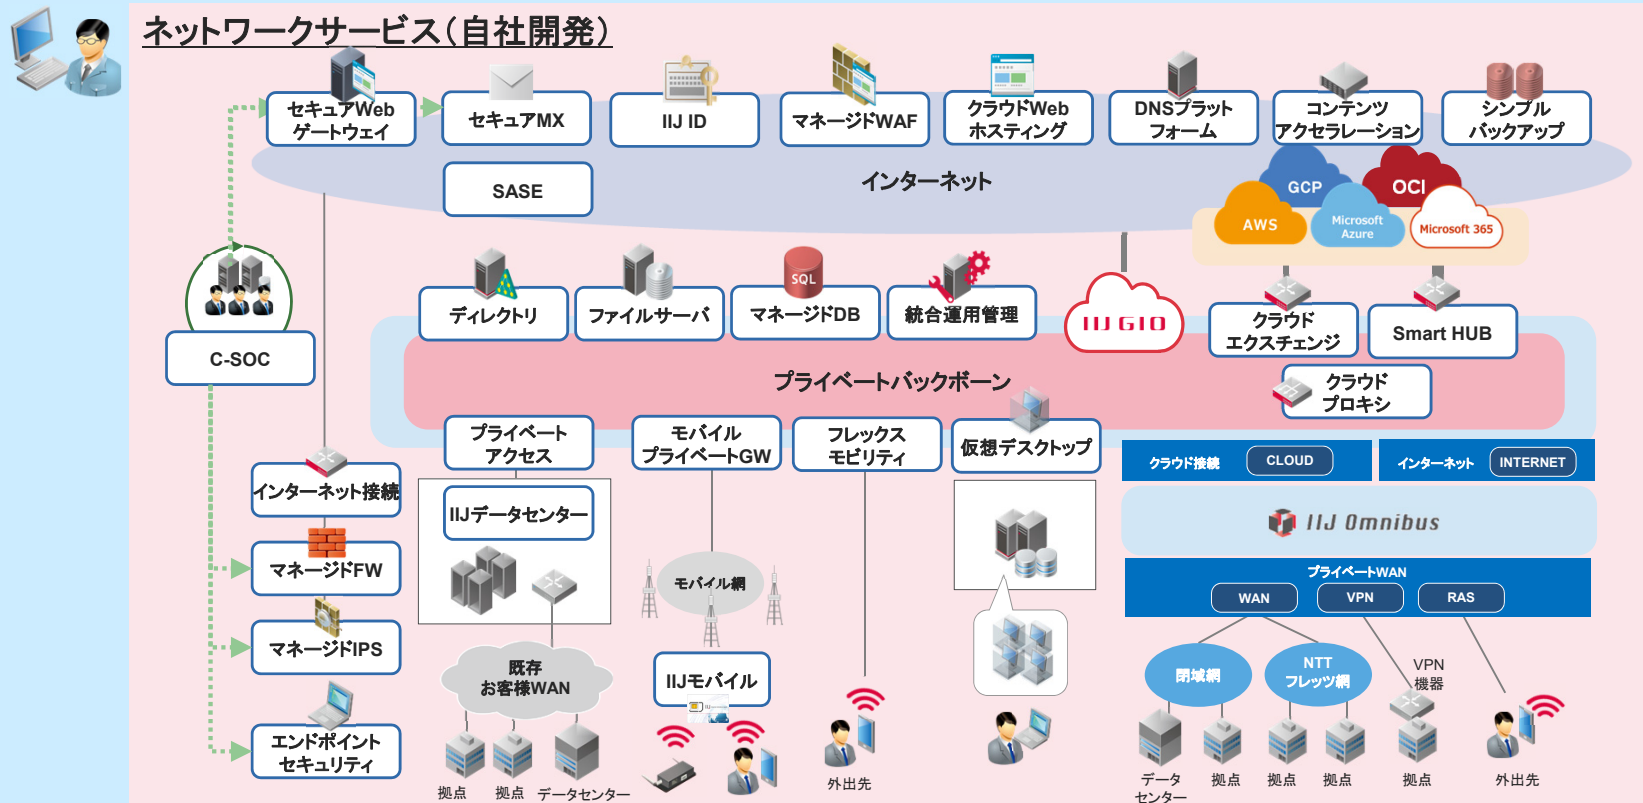 ネットワークサービス（自社開発）
セキュアWeb
ゲートウェイ
セキュアMX
IIJ ID
マネージドWAF
クラウドWeb
ホスティング
DNSプラット
フォーム
コンテンツ
アクセラレーション
シンプル
バックアップ
SASE
インターネット
GCP
OCI
AWS
Microsoft
Azure
Microsoft 365
ディレクトリ
ファイルサーバ
SQL
マネージドDB
統合運用管理
IIJ GIO
クラウド
エクスチェンジ
Smart HUB
C-SOC
プライベートバックボーン
クラウド
プロキシ
プライベート
アクセス
モバイル
プライベートGW
フレックス
モビリティ
仮想デスクトップ
クラウド接続
CLOUD
インターネット
INTERNET
インターネット接続
IIJデータセンター
IIJ Omnibus
マネージドFW
モバイル網
プライベートWAN
WAN
VPN
RAS
マネージドIPS
既存
お客様WAN
IIJモバイル
閉域網
NTT
フレッツ網
VPN
機器
エンドポイント
セキュリティ
拠点
拠点
データセンター
外出先
データ
センター
拠点
拠点
拠点
拠点
外出先